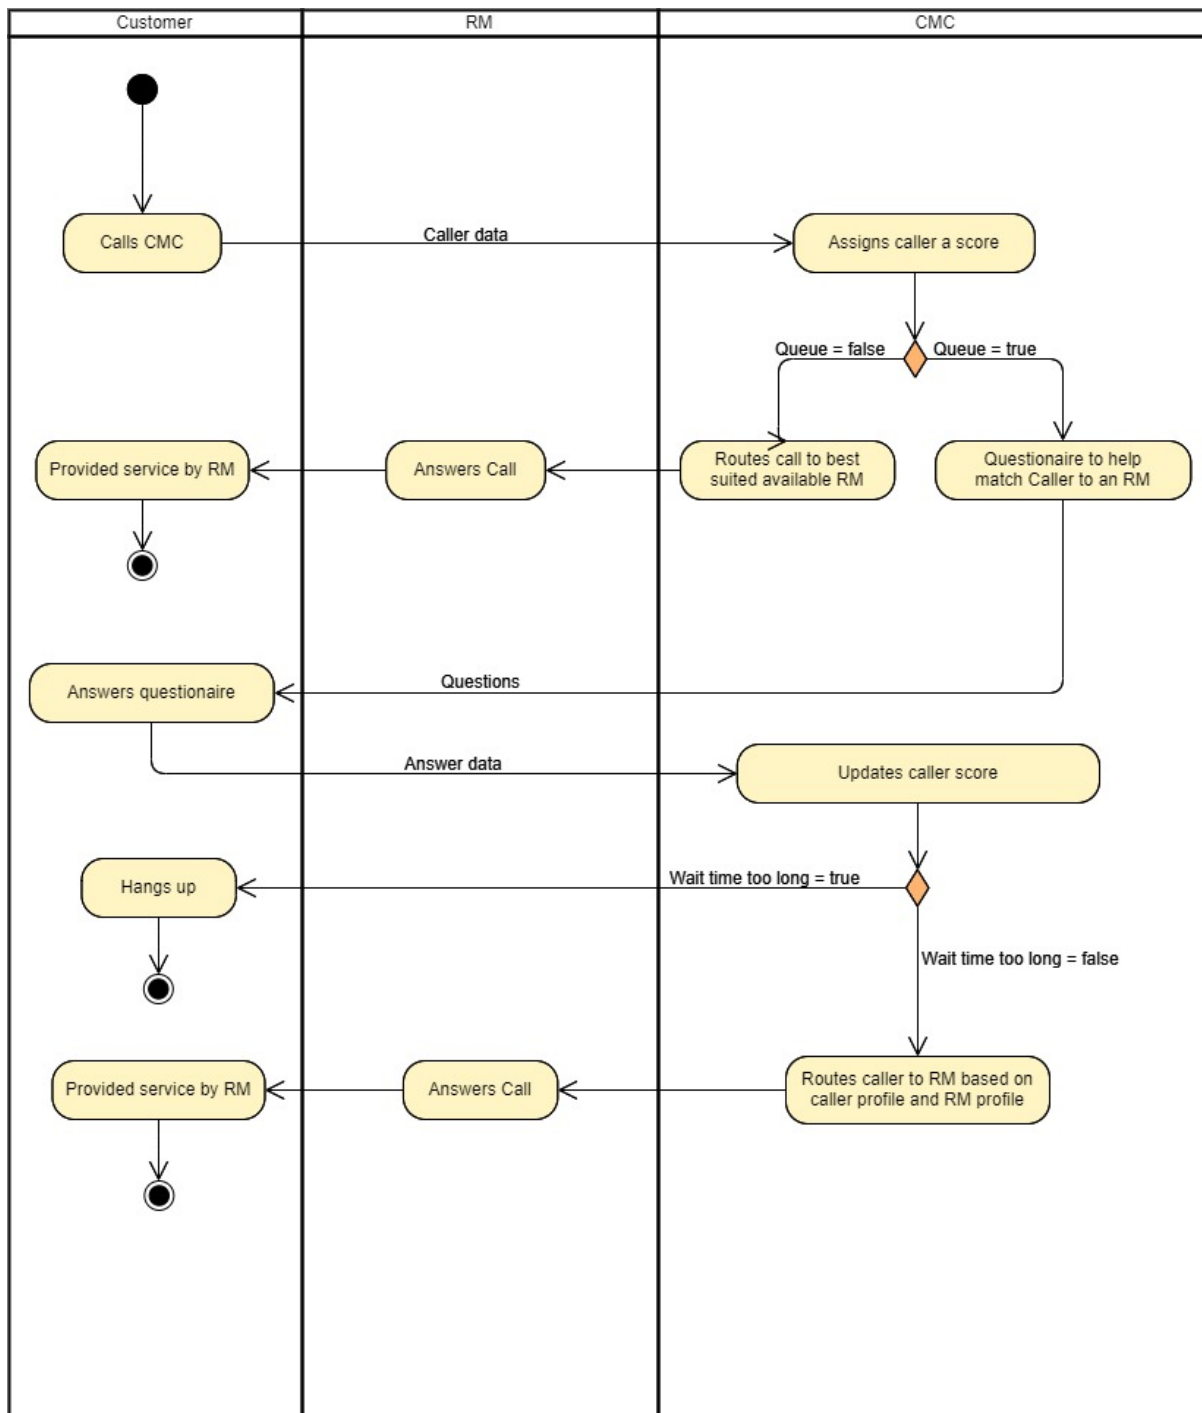 Customer
RM
CMC
Calls CMC
Caller data
Assigns caller a score
Queue = false
Queue = true
Provided service by RM
Answers Call
Routes call to best
suited available RM
Questionaire to help
match Caller to an RM
Answers questionaire
Questions
Answer data
Updates caller score
Hangs up
Wait time too long = true
Wait time too long = false
Provided service by RM
Answers Call
Routes caller to RM based on
caller profile and RM profile